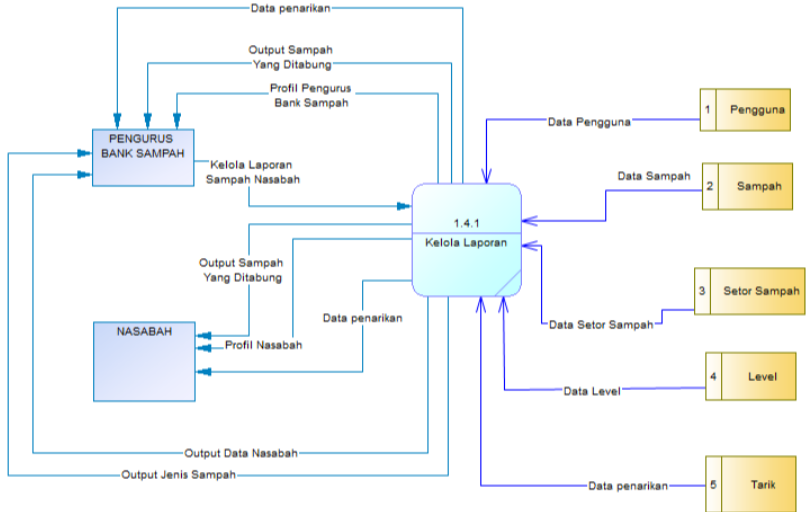 Data penarikan
Output Sampah
Yang Ditabung
Profil Pengurus
Bank Sampah
1 Pengguna
Data Pengguna
PENGURUS
BANK SAMPAH
Kelola Laporan
Sampah Nasabah
Data Sampah
2 Sampah
1.4.1
Kelola Laporan
Output Sampah
Yang Ditabung
3 Setor Sampah
Data penarikan
Data Setor Sampah
NASABAH
Profil Nasabah
4 Level
Data Level
Output Data Nasabah
Output Jenis Sampah
Data penarikan
5 Tarik